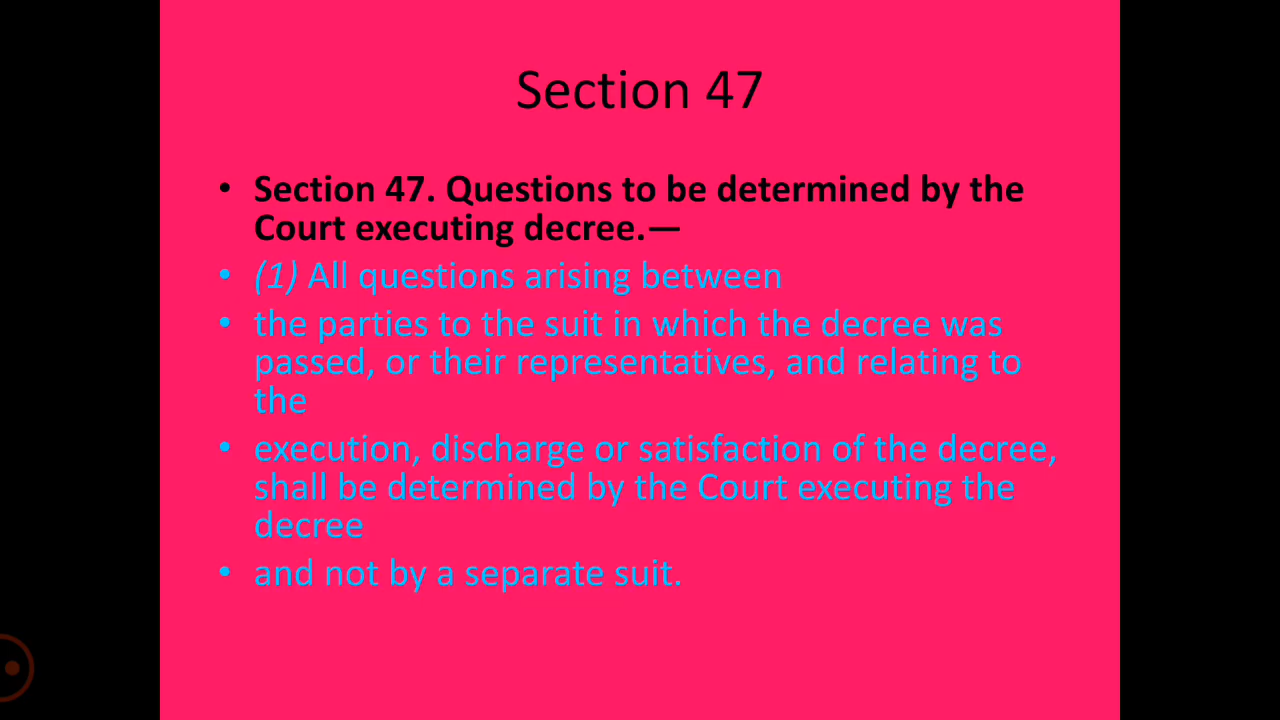 Section 47
• Section 47. Questions to be determined by the
Court executing decree.—
• (1) All questions arising between
• the parties to the suit in which the decree was
passed, or their representatives, and relating to
the
• execution, discharge or satisfaction of the decree,
shall be determined by the Court executing the
decree
• and not by a separate suit.